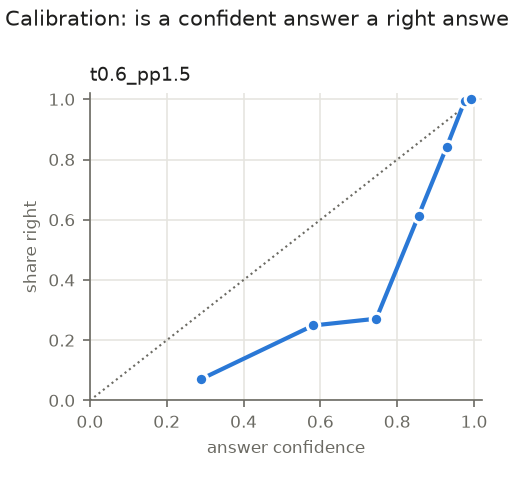 Calibration: is a confident answer a right answe
t0.6_pp1.5
1.0
0.8
0.6
0.4
0.2
0.0
share right
0.0 0.2 0.4 0.6 0.8 1.0
answer confidence